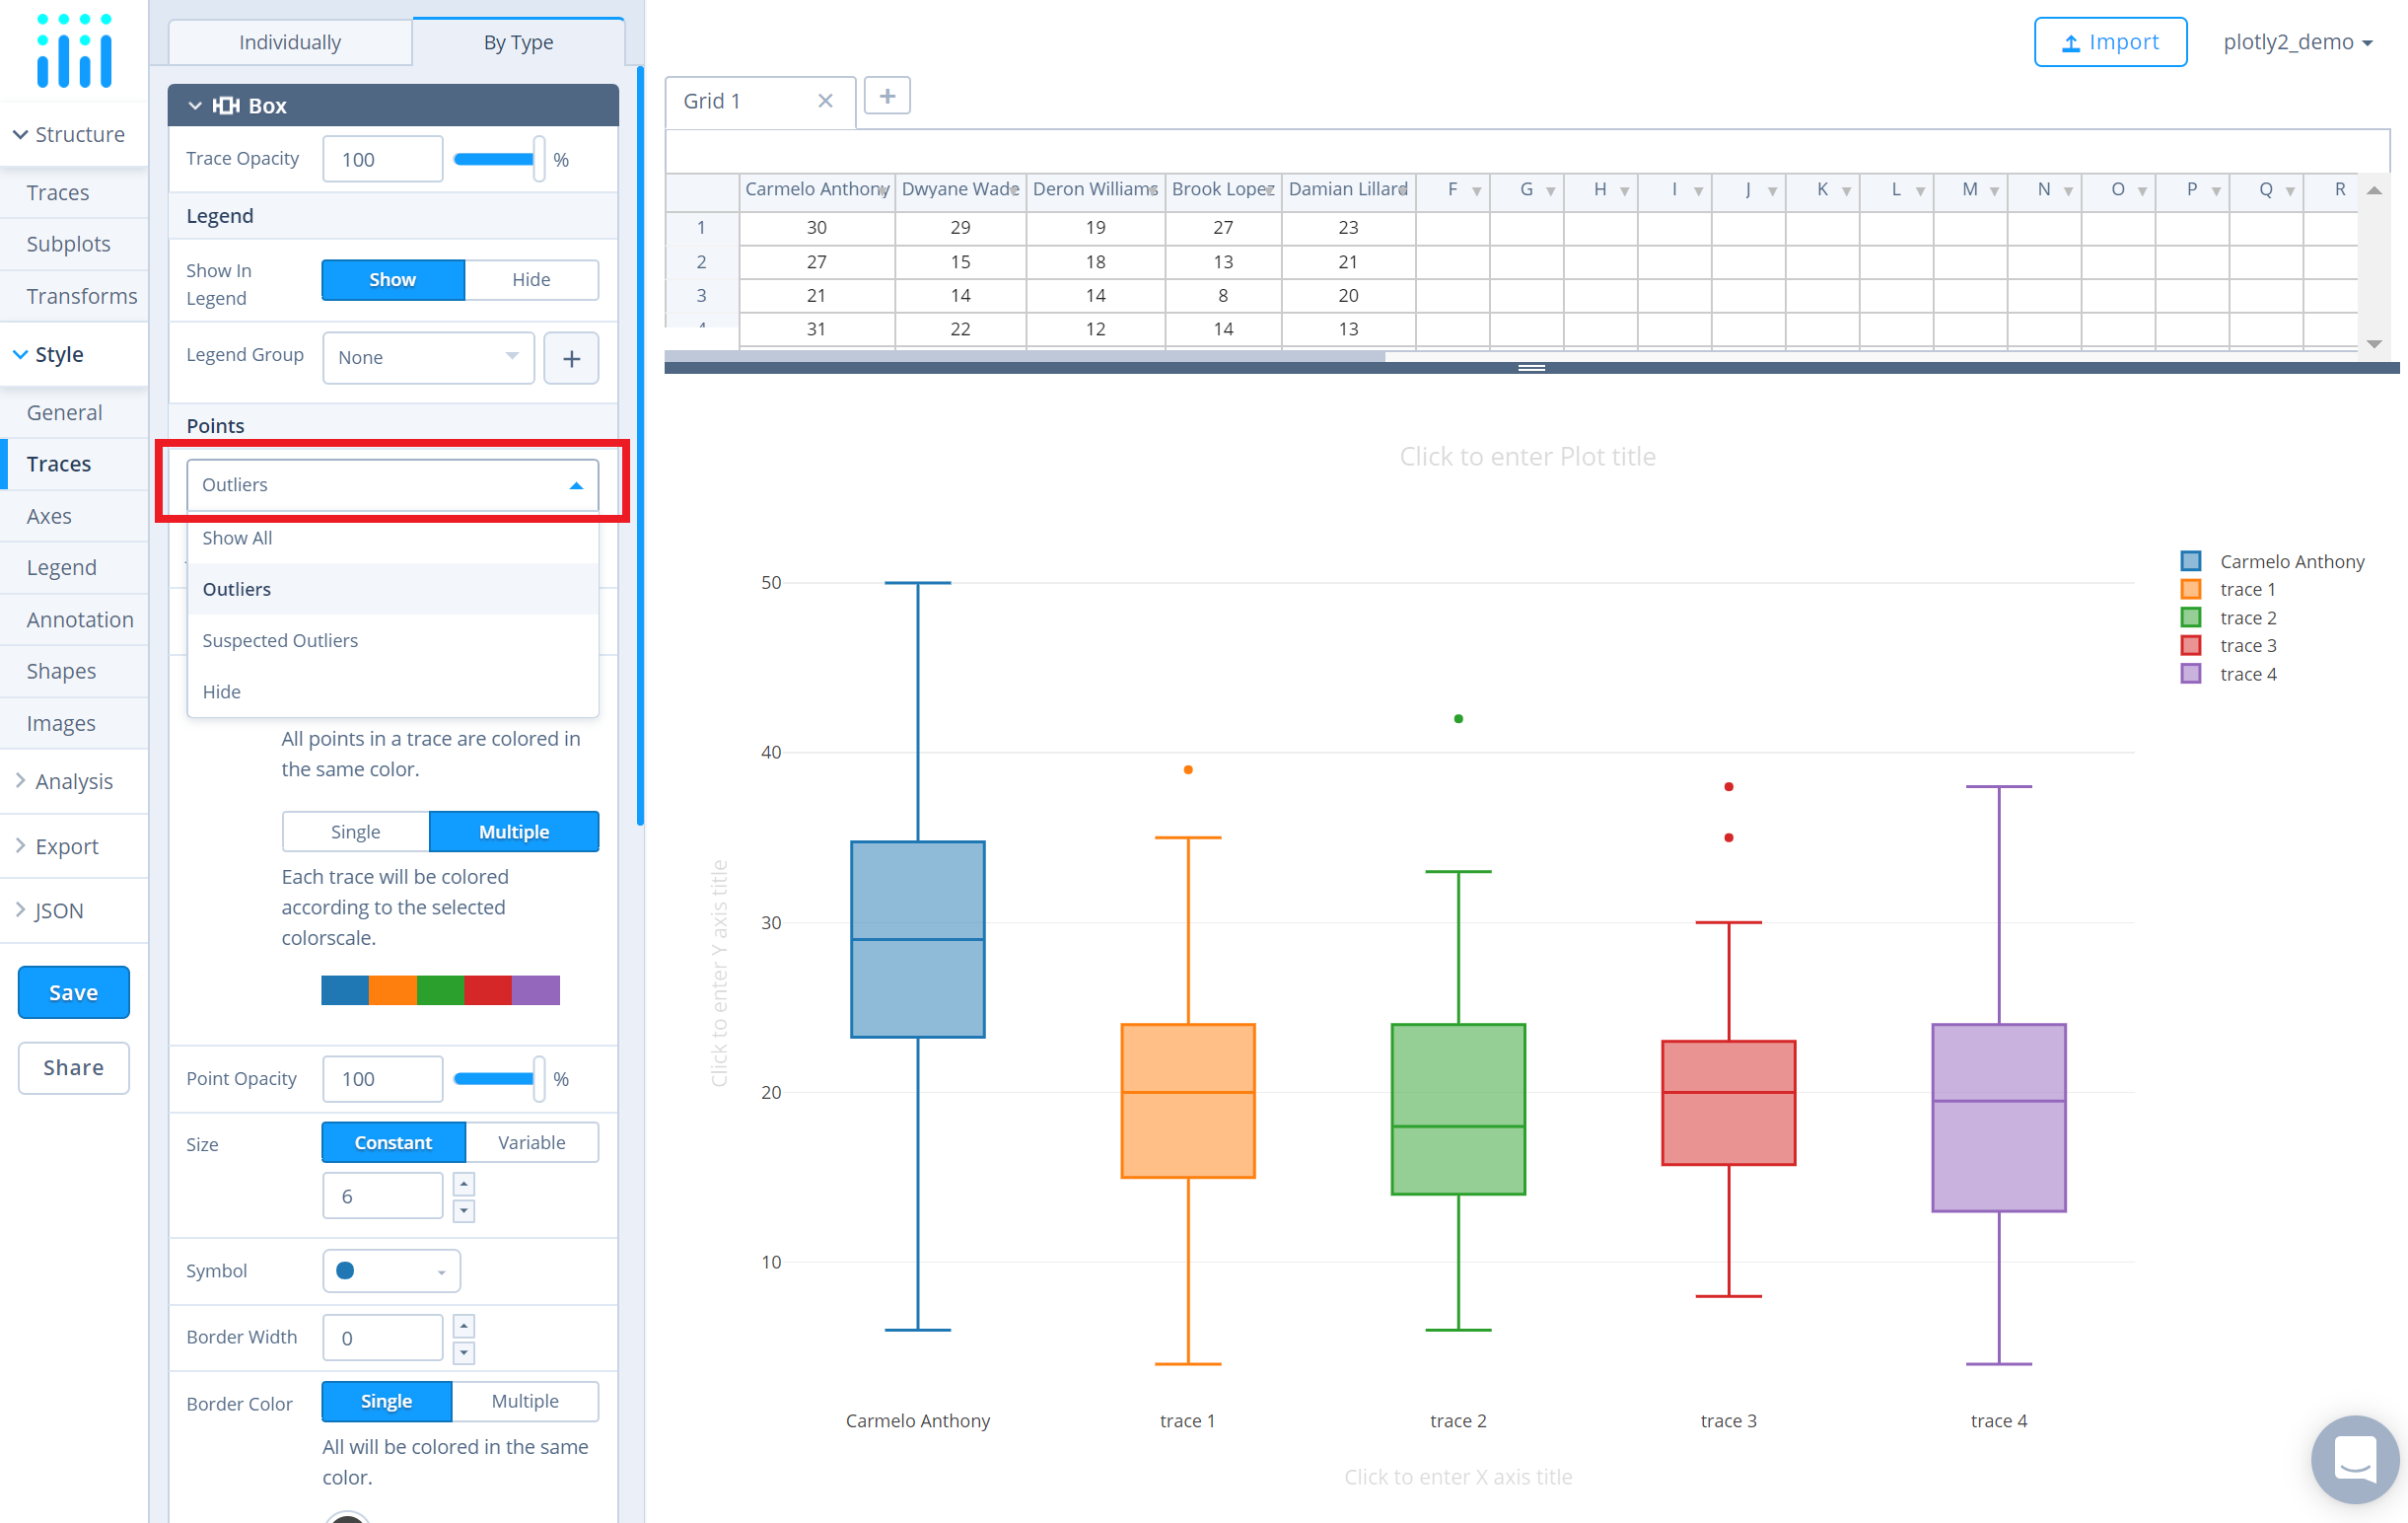 Structure
Traces
Subplots
Transforms
Style
General
Traces
Axes
Legend
Annotation
Shapes
Images
Analysis
Export
JSON
Save
Share
Individually
By Type
Box
Trace Opacity
100
%
Legend
Show In
Legend
Show
Hide
Legend Group
None
+
Points
Outliers
Show All
Outliers
Suspected Outliers
Hide
All points in a trace are colored in
the same color.
Single
Multiple
Each trace will be colored
according to the selected
colorscale.
Point Opacity
100
%
Size
Constant
Variable
6
Symbol
Border Width
0
Border Color
Single
Multiple
All will be colored in the same
color.
Import
plotly2_demo
Grid 1
+
Carmelo Anthony Dwyane Wade Deron Williams Brook Lopez Damian Lillard F G H I J K L M N O P Q R
1 30 29 19 27 23
2 27 15 18 13 21
3 21 14 14 8 20
31 22 12 14 13
Click to enter Plot title
Click to enter Y axis title
50
40
30
20
10
Carmelo Anthony
trace 1
trace 2
trace 3
trace 4
Carmelo Anthony
trace 1
trace 2
trace 3
trace 4
Click to enter X axis title